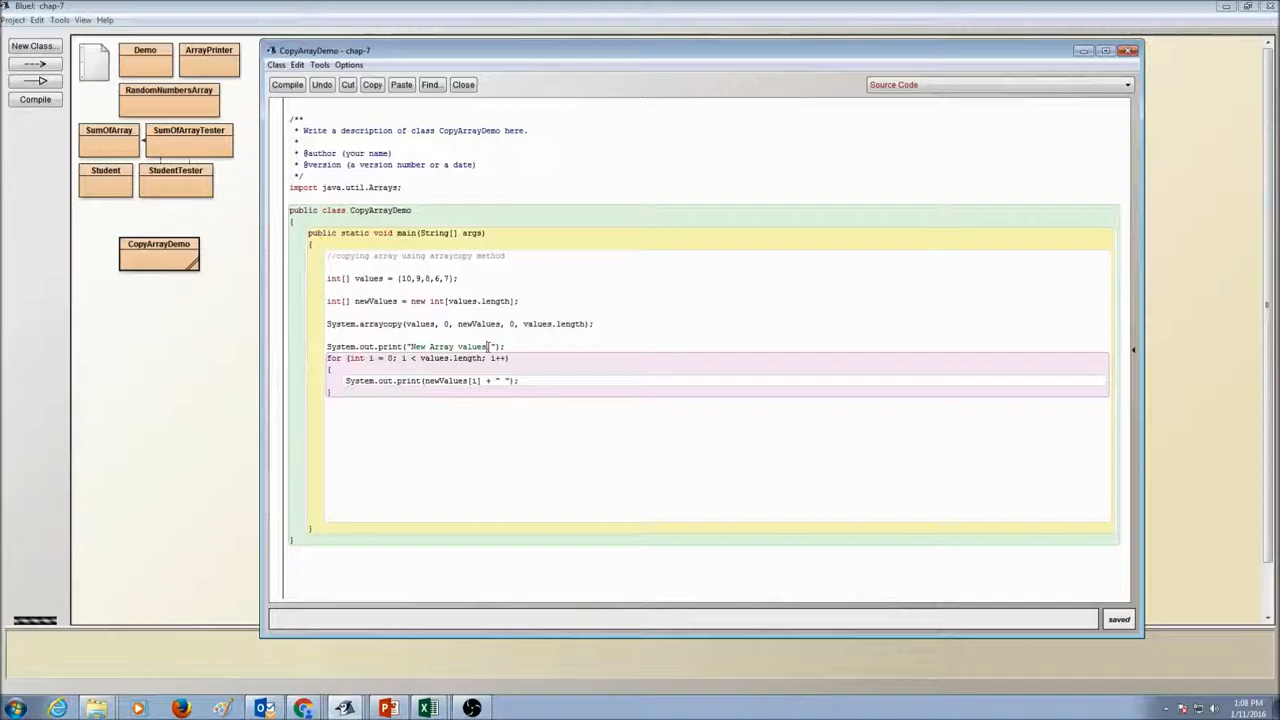 BlueJ: chap-7
Project Edit Tools View Help
New Class...
Compile
Demo
ArrayPrinter
RandomNumbersArray
SumOfArray
SumOfArrayTester
Student
StudentTester
CopyArrayDemo
CopyArrayDemo - chap-7
Class Edit Tools Options
Compile Undo Cut Copy Paste Find... Close
Source Code
/**
* Write a description of class CopyArrayDemo here.
*
* @author (your name)
* @version (a version number or a date)
*/
import java.util.Arrays;
public class CopyArrayDemo
{
public static void main(String[] args)
{
//copying array using arraycopy method
int[] values = {10,9,8,6,7};
int[] newValues = new int[values.length];
System.arraycopy(values, 0, newValues, 0, values.length);
System.out.print("New Array values ");
for (int i = 0; i < values.length; i++)
{
System.out.print(newValues[i] + " ");
}
}
}
saved
1:08 PM
1/11/2016